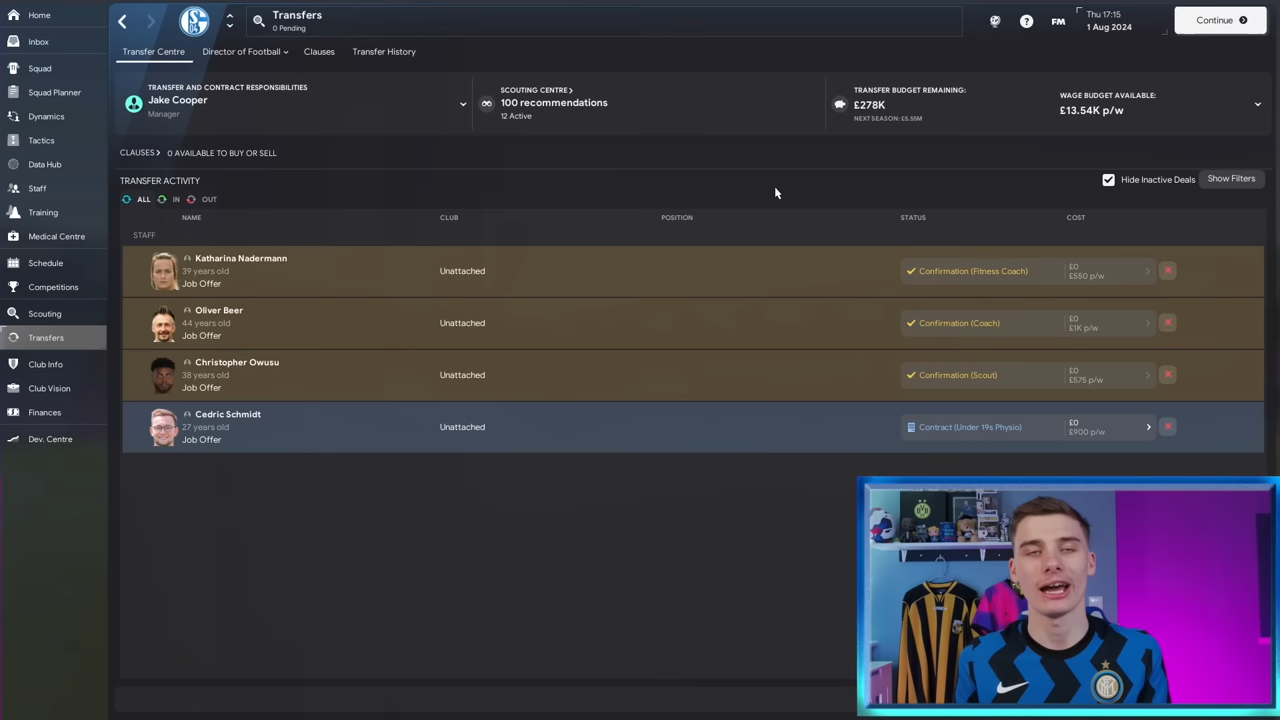 Home
Inbox
Squad
Squad Planner
Dynamics
Tactics
Data Hub
Staff
Training
Medical Centre
Schedule
Competitions
Scouting
Transfers
Club Info
Club Vision
Finances
Dev. Centre
Transfers
0 Pending
FM
Thu 17:15
1 Aug 2024
Continue
Transfer Centre
Director of Football
Clauses
Transfer History
TRANSFER AND CONTRACT RESPONSIBILITIES
Jake Cooper
Manager
SCOUTING CENTRE
100 recommendations
12 Active
TRANSFER BUDGET REMAINING:
£278K
NEXT SEASON: £5.55M
WAGE BUDGET AVAILABLE:
£13.54K p/w
CLAUSES 0 AVAILABLE TO BUY OR SELL
TRANSFER ACTIVITY
Hide Inactive Deals
Show Filters
ALL IN OUT
NAME CLUB POSITION STATUS COST
STAFF
Katharina Nadermann
39 years old
Job Offer
Unattached
Confirmation (Fitness Coach)
£0
£550 p/w
Oliver Beer
44 years old
Job Offer
Unattached
Confirmation (Coach)
£0
£1K p/w
Christopher Owusu
38 years old
Job Offer
Unattached
Confirmation (Scout)
£0
£575 p/w
Cedric Schmidt
27 years old
Job Offer
Unattached
Contract (Under 19s Physio)
£0
£900 p/w
BVB
09